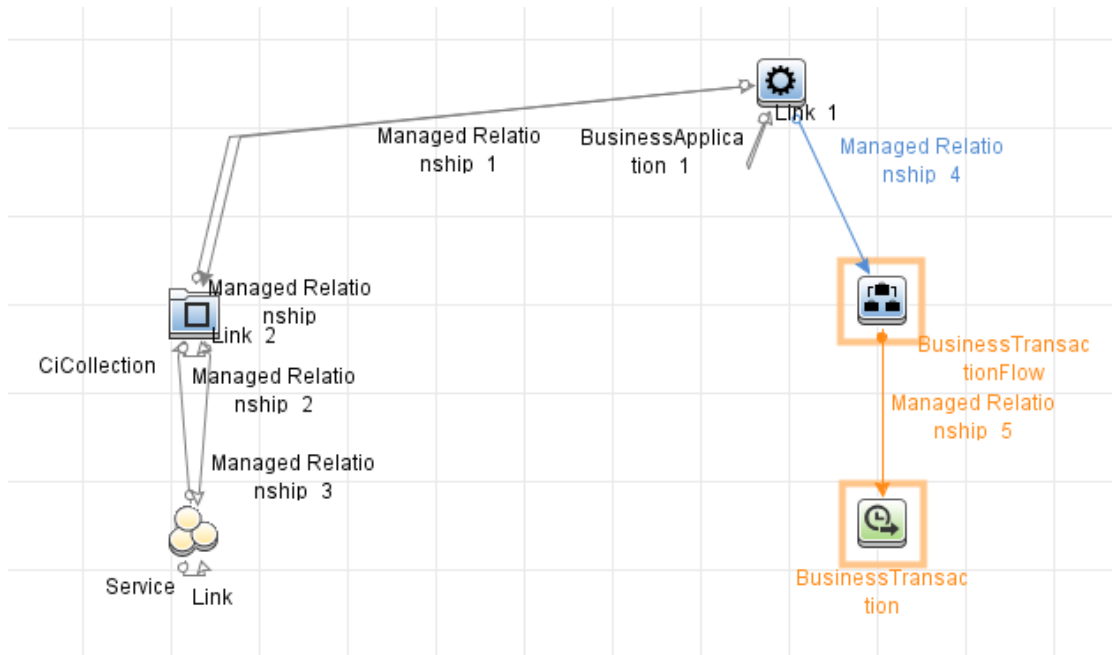 Link 1
Managed Relatio
nship 1
BusinessApplica
tion 1
Managed Relatio
nship 4
Managed Relatio
nship
Link 2
CiCollection
Managed Relatio
nship 2
BusinessTransac
tionFlow
Managed Relatio
nship 5
Managed Relatio
nship 3
Service
Link
BusinessTransac
tion